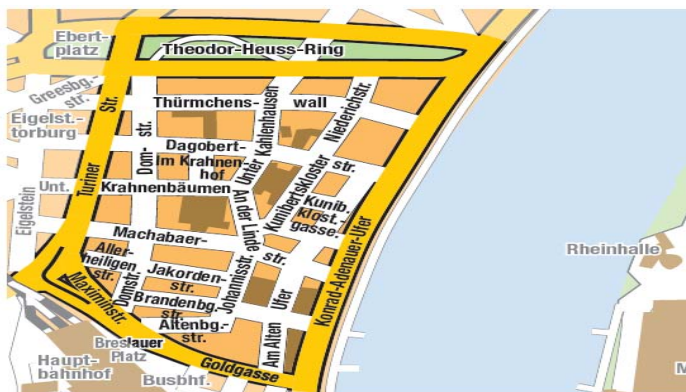 Ebert-
platz
Theodor-Heuss-Ring
Greesbg.-
str.
Eigelst.-
torburg
Turiner
Str.
Thürmchens-
wall
Unter Kahlenhausen
Niederichstr.
Dom-
str.
Dagobert-
str.
im Krahnen-
hof
Unt.
Krahnenbäumen
Eigelstein
An der Linde
Kunibertskloster
Kunib.
klost.-
gasse.
Machabaer-
str.
Konrad-Adenauer-Ufer
Rheinhalle
Aller-
heiligen
str.
Maximinstr.
Domstr.
Jakorden-
str.
Johannisstr.
Brandenbg.-
str.
Altenbg.-
str.
Am Alten
Ufer
Breslauer
Platz
Goldgasse
Haupt-
bahnhof
Busbhf.
M